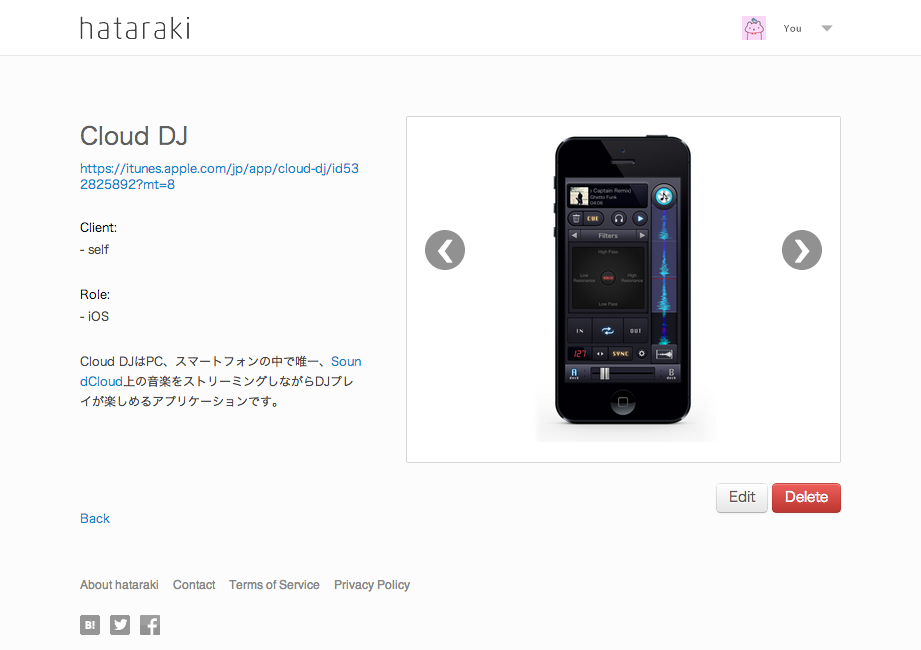 hataraki
You
Cloud DJ
https://itunes.apple.com/jp/app/cloud-dj/id53
2825892?mt=8
Client:
- self
Role:
- iOS
Cloud DJはPC、スマートフォンの中で唯一、Soun
dCloud上の音楽をストリーミングしながらDJプレ
イが楽しめるアプリケーションです。
s Captain Remix)
Ghetto Funk
04:06
CUE
Filters
High Pass
Low
Resonance
High
Resonance
Low Pass
IN
OUT
127
SYNC
A
B
Edit
Delete
Back
About hataraki
Contact
Terms of Service
Privacy Policy
B!